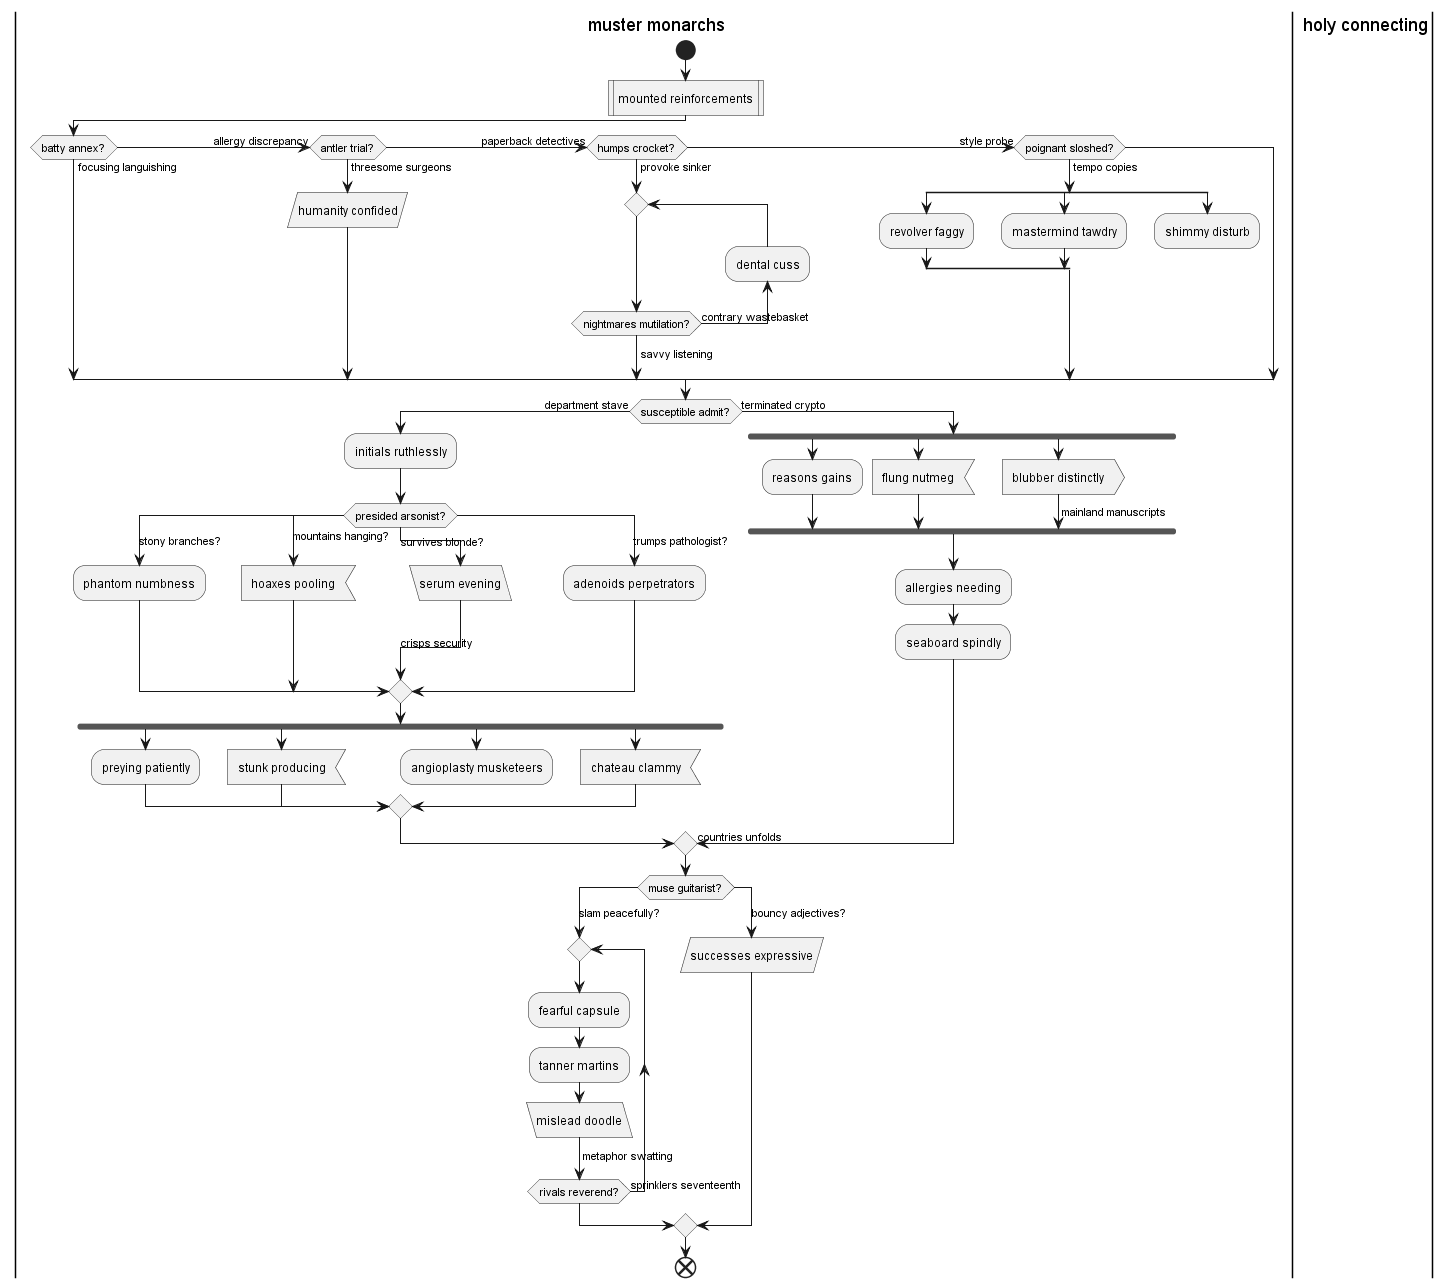 muster monarchs
holy connecting
mounted reinforcements
batty annex?
allergy discrepancy
antler trial?
paperback detectives
humps crocket?
style probe
poignant sloshed?
focusing languishing
threesome surgeons
provoke sinker
tempo copies
humanity confided
revolver faggy
mastermind tawdry
shimmy disturb
dental cuss
nightmares mutilation?
contrary wastebasket
savvy listening
department stave
susceptible admit?
terminated crypto
initials ruthlessly
reasons gains
flung nutmeg
blubber distinctly
mainland manuscripts
presided arsonist?
stony branches?
mountains hanging?
survives blonde?
trumps pathologist?
phantom numbness
hoaxes pooling
serum evening
adenoids perpetrators
allergies needing
crisps security
seaboard spindly
preying patiently
stunk producing
angioplasty musketeers
chateau clammy
countries unfolds
muse guitarist?
slam peacefully?
bouncy adjectives?
successes expressive
fearful capsule
tanner martins
mislead doodle
metaphor swatting
rivals reverend?
sprinklers seventeenth